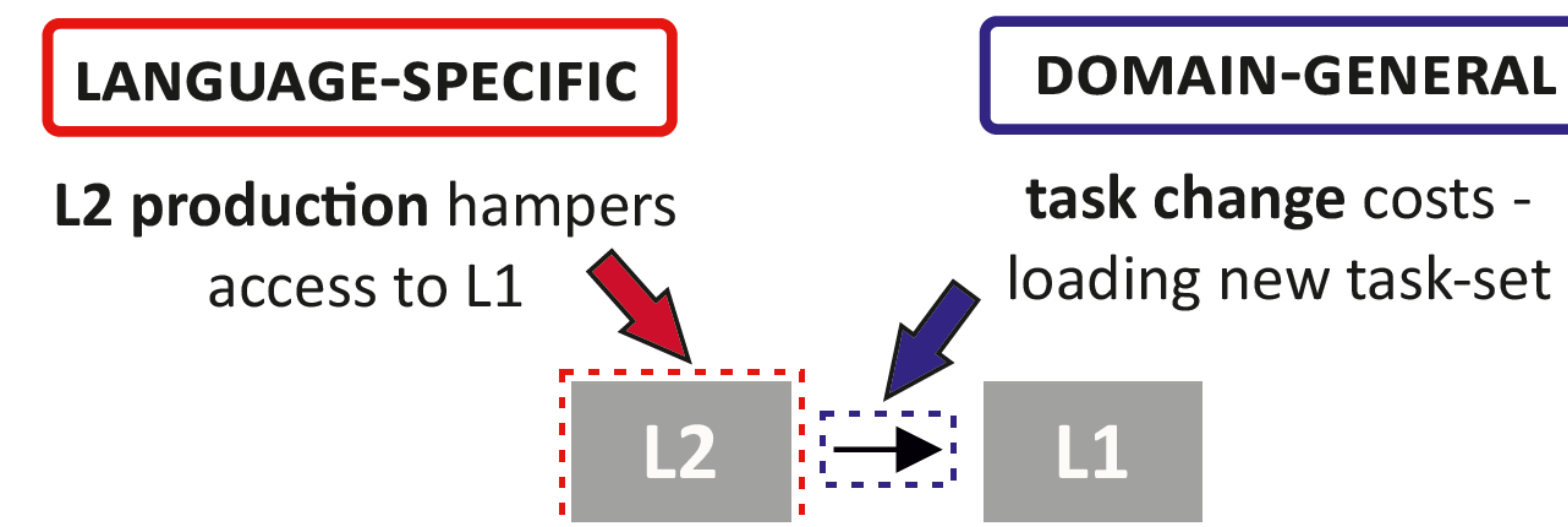 LANGUAGE-SPECIFIC
L2 production hampers
access to L1
DOMAIN-GENERAL
task change costs -
loading new task-set
L2
L1